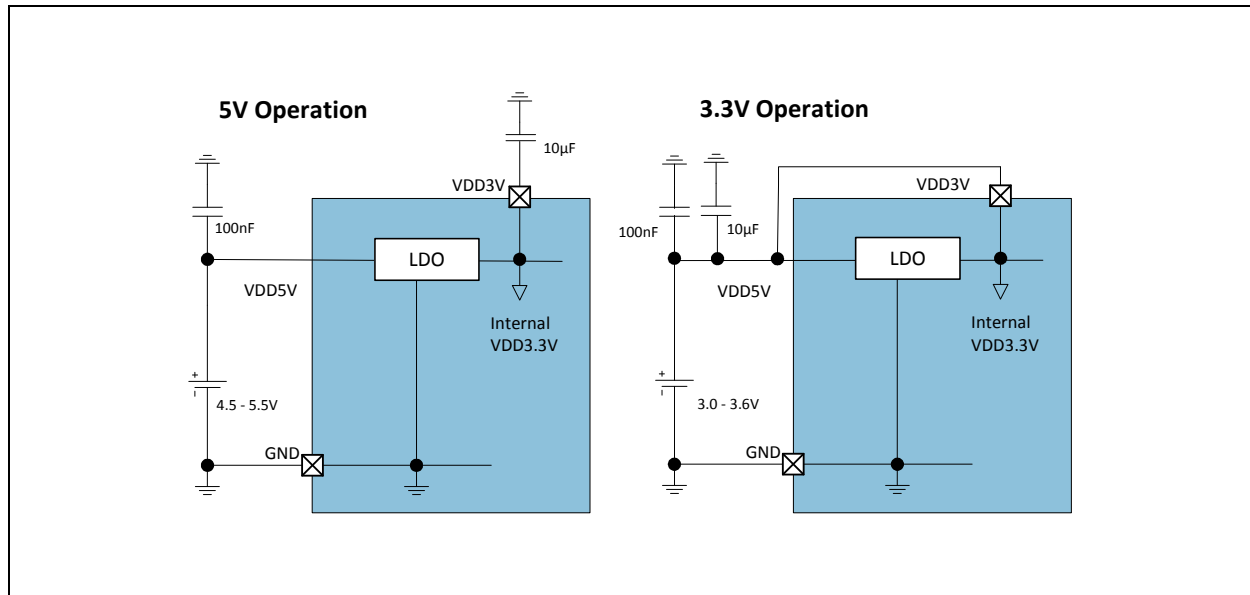 5V Operation
10µF
VDD3V
100nF
LDO
VDD5V
Internal
VDD3.3V
+
-
4.5 - 5.5V
GND
3.3V Operation
VDD3V
100nF
10µF
LDO
VDD5V
Internal
VDD3.3V
+
-
3.0 - 3.6V
GND